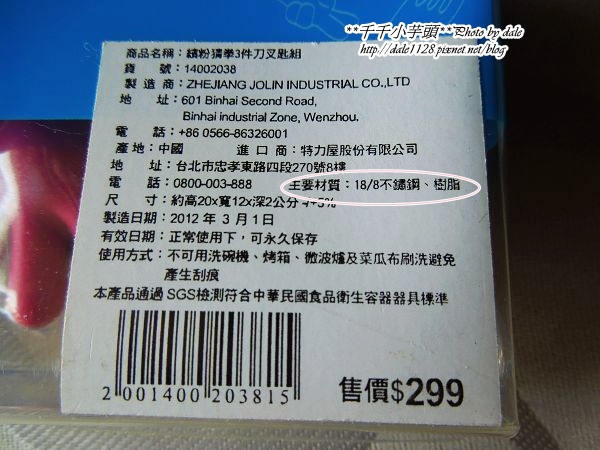 **千千小芋頭**Photo by dale
http://dale1128.pixnet.net/blog
商品名稱：繽粉猜拳3件刀叉匙組
貨　號：14002038
製 造 商：ZHEJIANG JOLIN INDUSTRIAL CO.,LTD
地　址：601 Binhai Second Road,
Binhai industrial Zone, Wenzhou.
電　話：+86 0566-86326001
產 地：中國　進 口 商：特力屋股份有限公司
地　址：台北市忠孝東路四段270號8樓
電　話：0800-003-888　主要材質：18/8不鏽鋼、樹脂
尺　寸：約高20x寬12x深2公分 +-5%
製造日期：2012 年 3 月 1 日
有效日期：正常使用下，可永久保存
使用方式：不可用洗碗機、烤箱、微波爐及菜瓜布刷洗避免
產生刮痕
本產品通過 SGS檢測符合中華民國食品衛生容器器具標準
2 001400 203815
售價$299